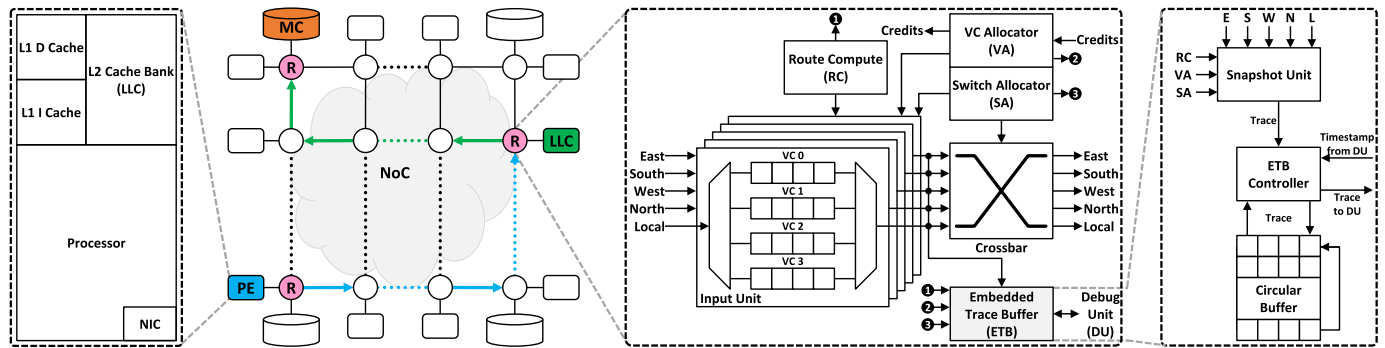 L1 D Cache
L2 Cache Bank
(LLC)
L1 I Cache
Processor
NIC
MC
R
R
LLC
NoC
PE
R
1
Route Compute
(RC)
Credits
VC Allocator
(VA)
Credits
2
Switch Allocator
(SA)
3
East
South
West
North
Local
VC 0
VC 1
VC 2
VC 3
Input Unit
East
South
West
North
Local
Crossbar
1
2
3
Embedded
Trace Buffer
(ETB)
Debug
Unit
(DU)
E S W N L
RC
VA
SA
Snapshot Unit
Trace
Timestamp
from DU
ETB
Controller
Trace
to DU
Trace
Circular
Buffer